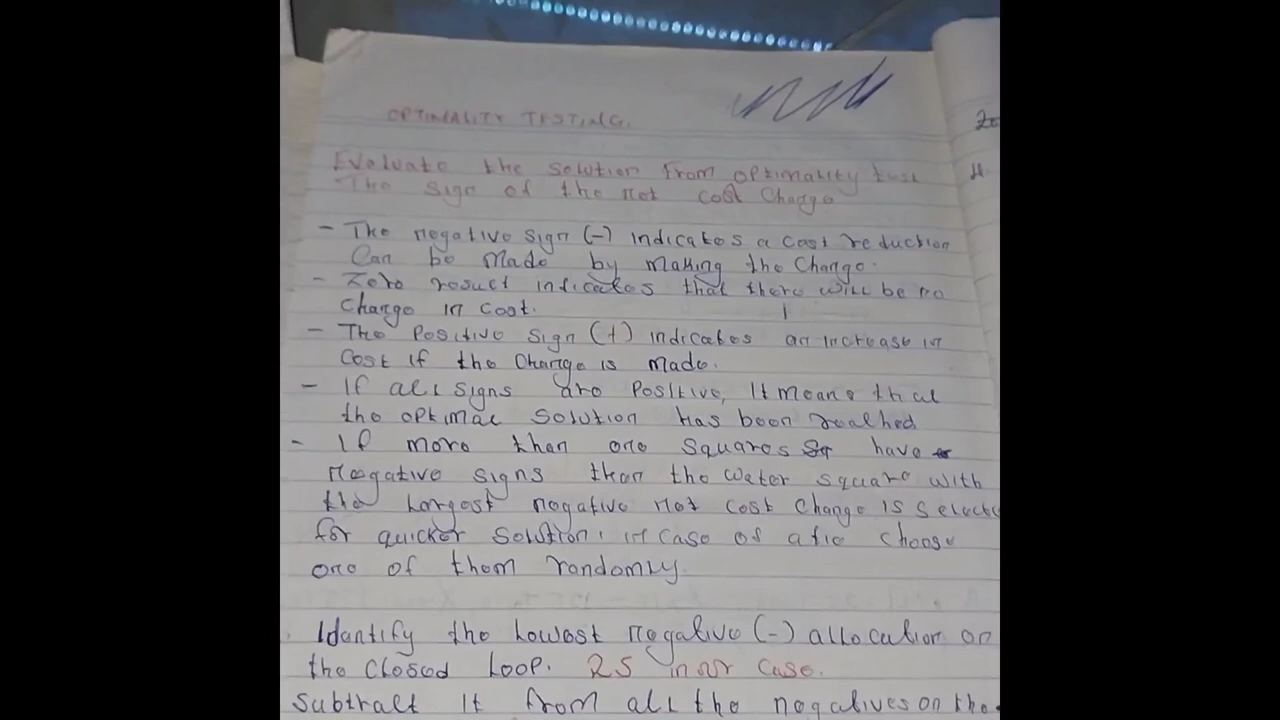 OPTIMALITY TESTING.
Evaluate the solution from optimality test
The sign of the net cost change
- The negative sign (-) indicates a cost reduction
can be made by making the change.
- Zero result indicates that there will be no
change in cost.
- The positive sign (+) indicates an increase in
cost if the change is made.
- If all signs are positive, it means that
the optimal solution has been reached
- If more than one squares have
negative signs then the water square with
the largest negative net cost change is selecte
for quicker solution. in case of a tie choose
one of them randomly.
Identify the lowest negative (-) allocation on
the closed loop. 25 in our case.
Subtract it from all the negatives on the